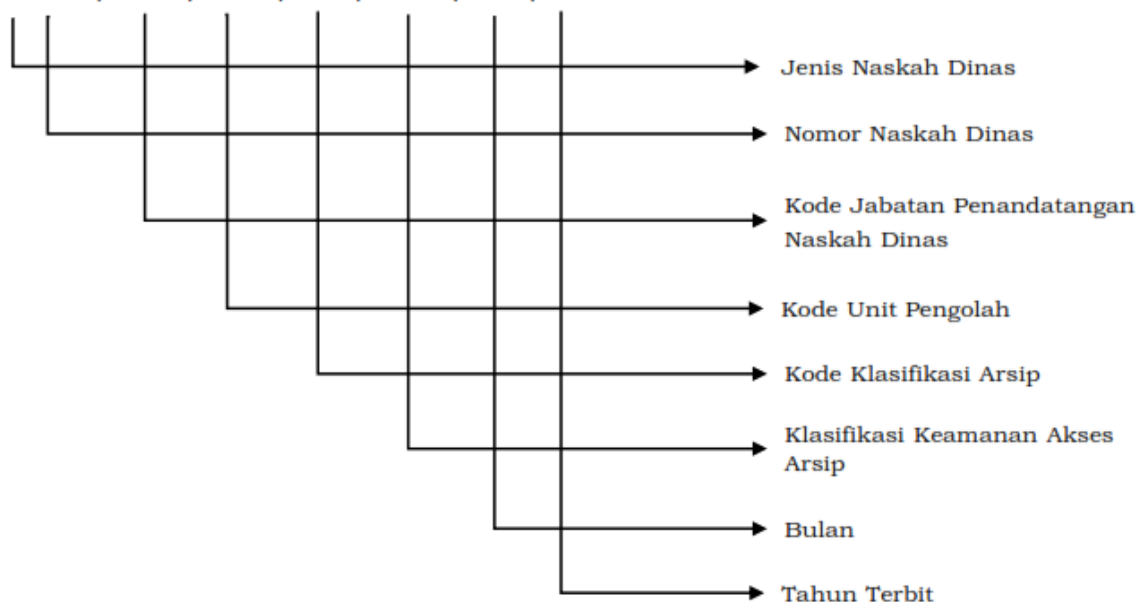 Jenis Naskah Dinas
Nomor Naskah Dinas
Kode Jabatan Penandatangan
Naskah Dinas
Kode Unit Pengolah
Kode Klasifikasi Arsip
Klasifikasi Keamanan Akses
Arsip
Bulan
Tahun Terbit